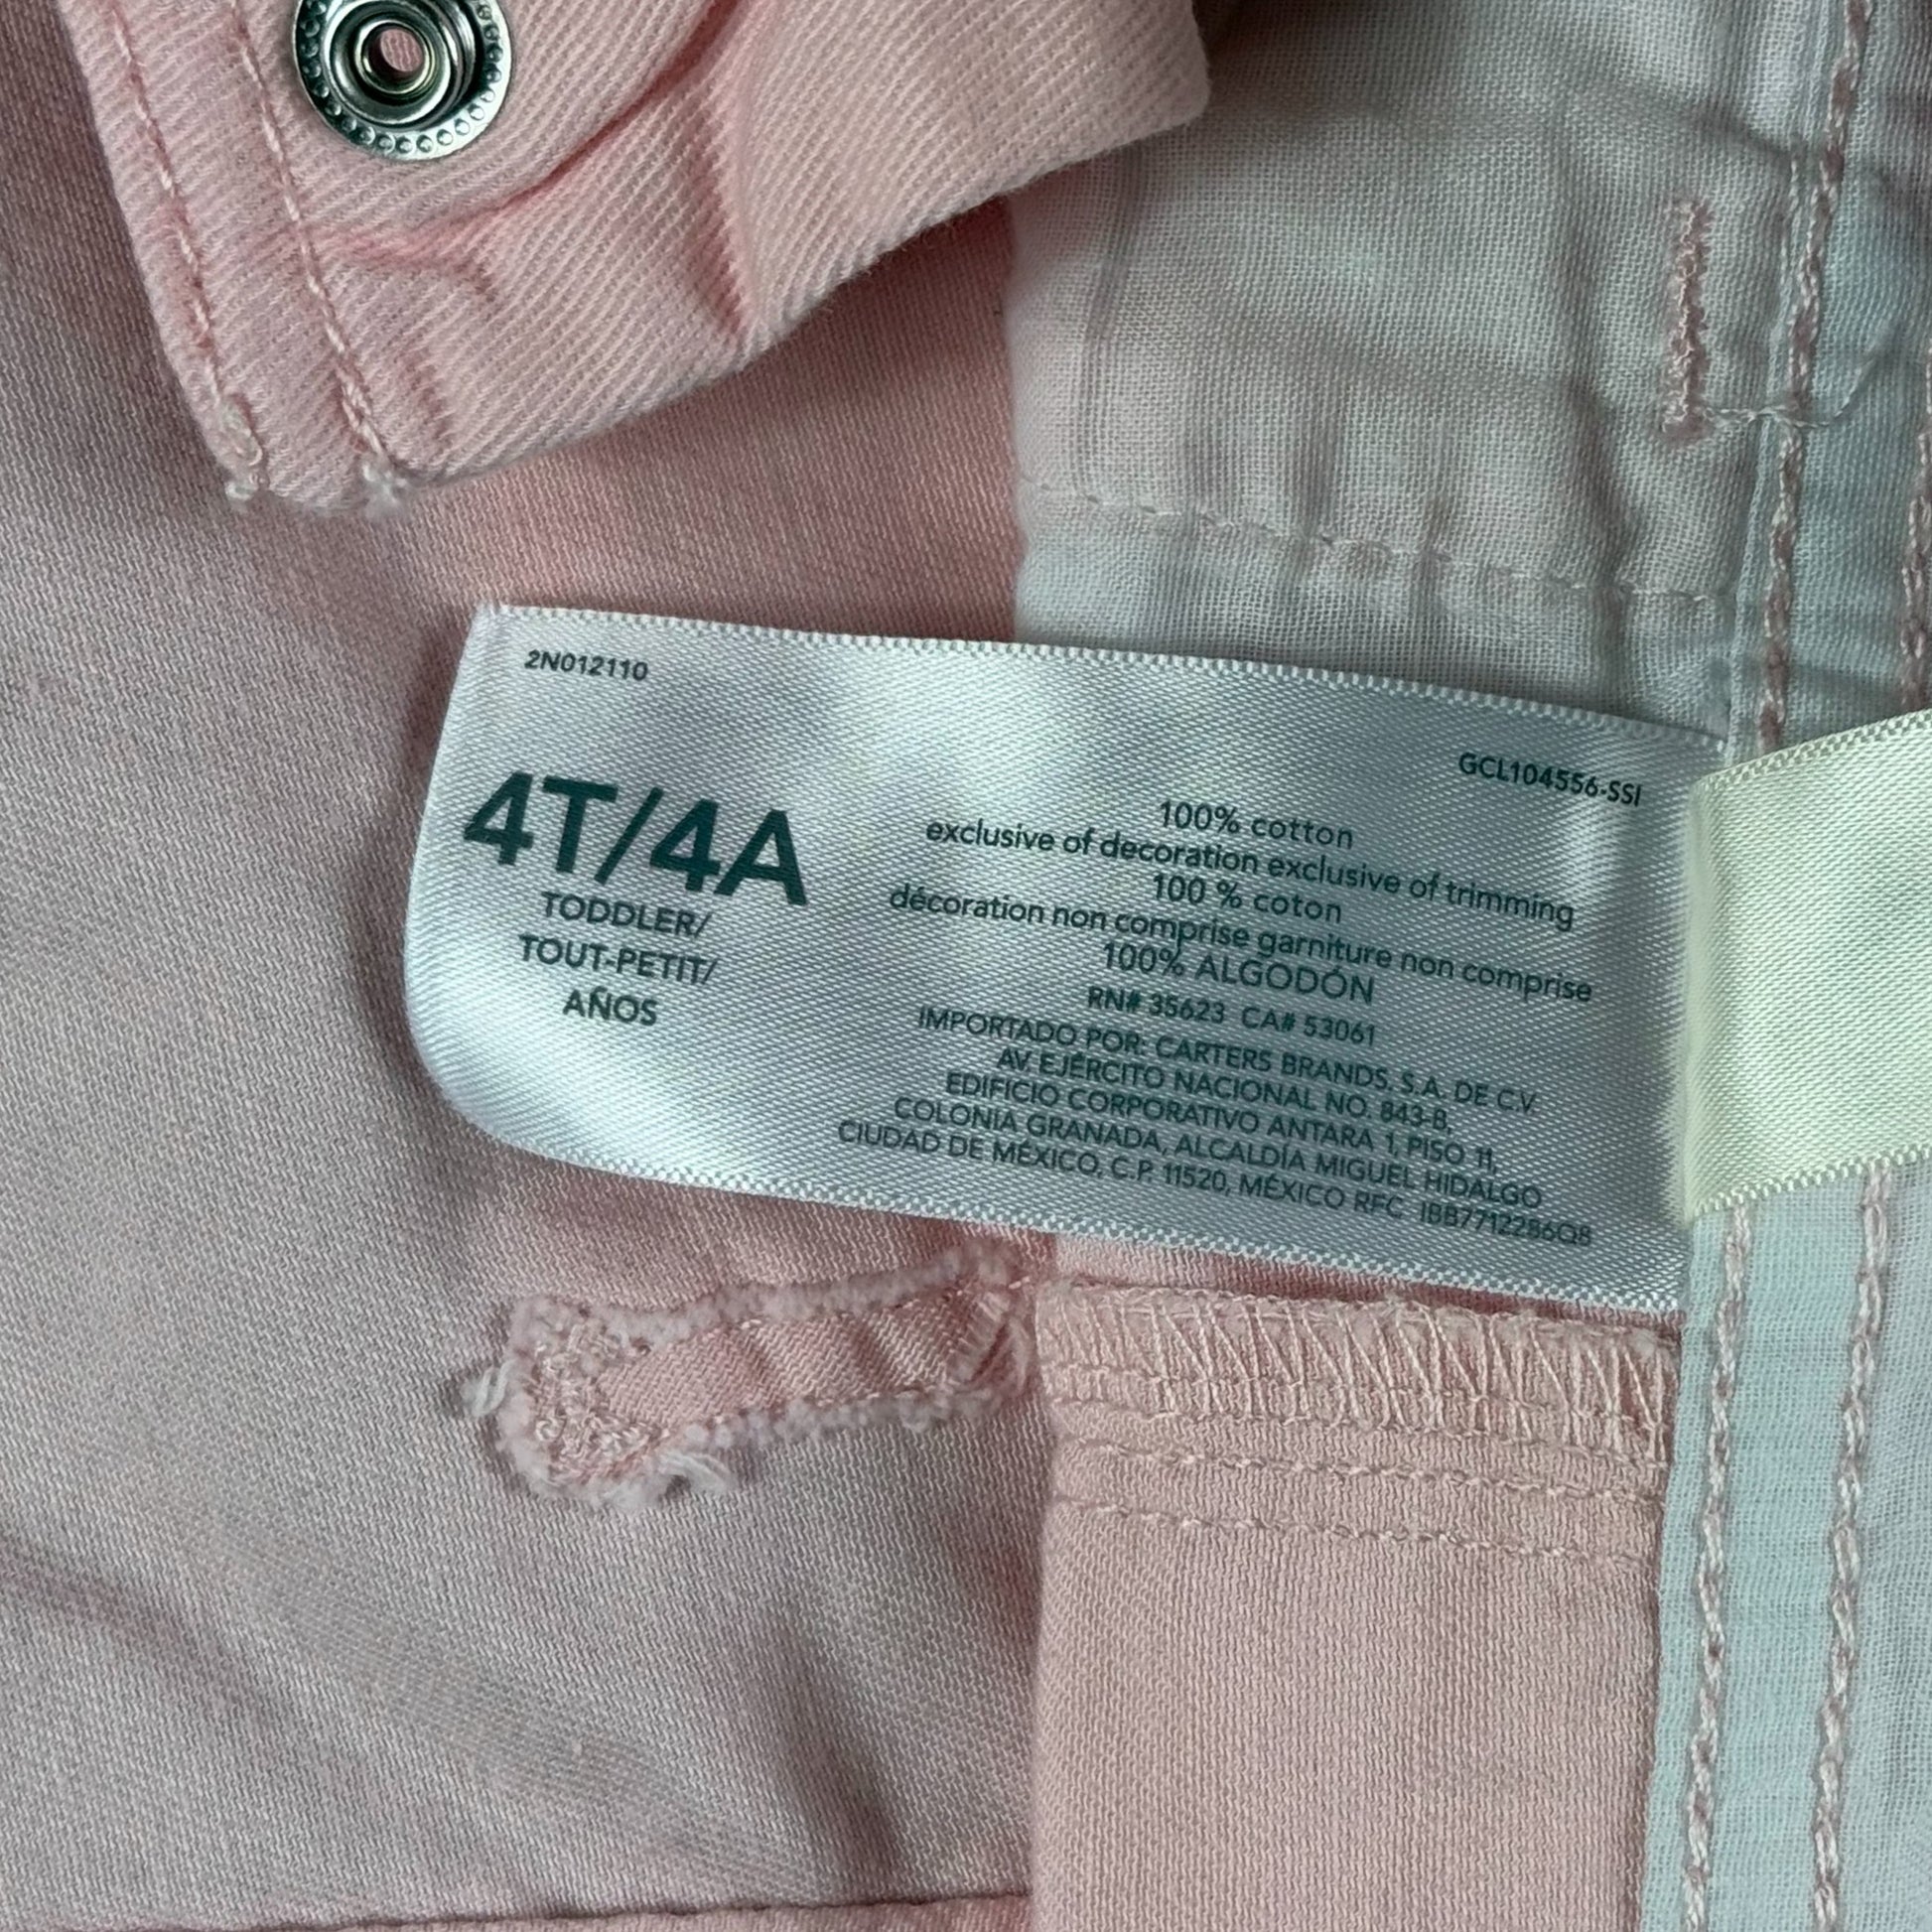 2N012110
GCL104556-SSI
4T/4A
TODDLER/
TOUT-PETIT/
AÑOS
100% cotton
exclusive of decoration exclusive of trimming
100 % coton
décoration non comprise garniture non comprise
100% ALGODÓN
RN# 35623 CA# 53061
IMPORTADO POR: CARTERS BRANDS, S.A. DE C.V.
AV. EJÉRCITO NACIONAL NO. 843-B,
EDIFICIO CORPORATIVO ANTARA 1, PISO 11,
COLONIA GRANADA, ALCALDÍA MIGUEL HIDALGO
CIUDAD DE MÉXICO, C.P. 11520, MÉXICO RFC IBB7712286Q8